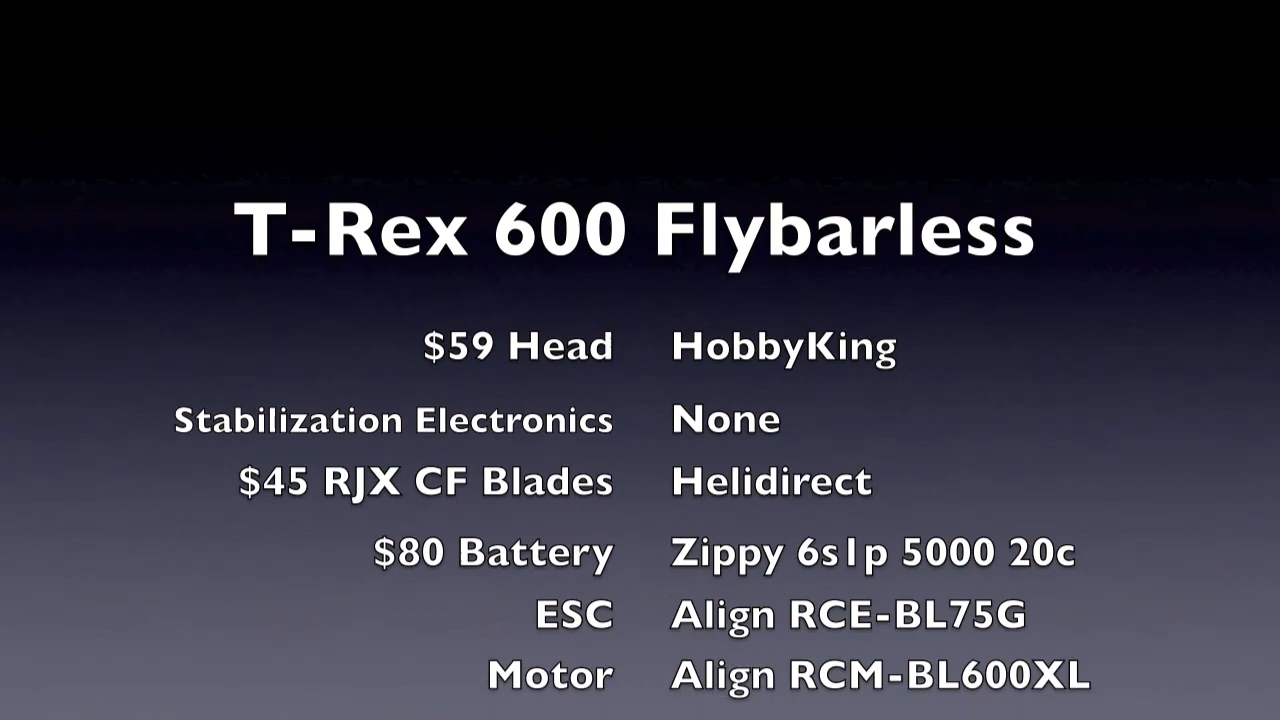 T-Rex 600 Flybarless
$59 Head HobbyKing
Stabilization Electronics None
$45 RJX CF Blades Helidirect
$80 Battery Zippy 6s1p 5000 20c
ESC Align RCE-BL75G
Motor Align RCM-BL600XL